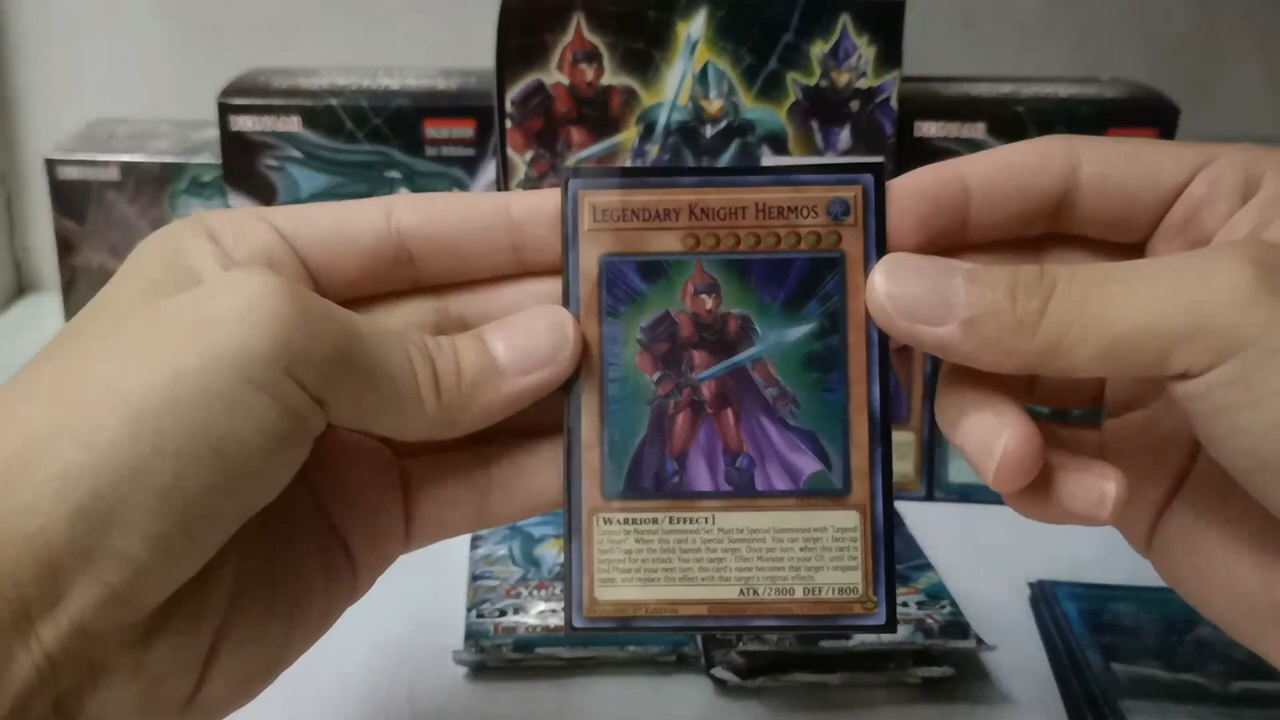 KONAMI
KONAMI
LEGENDARY KNIGHT HERMOS
[WARRIOR/EFFECT]
Cannot be Normal Summoned/Set. Must be Special Summoned with "Legend
of Heart". When this card is Special Summoned: You can target 1 face-up
Spell/Trap on the field; banish that target. Once per turn, when this card is
targeted for an attack: You can target 1 Effect Monster in your GY; until the
End Phase of your next turn, this card's name becomes that target's original
name, and replace this effect with that target's original effects.
ATK/2800 DEF/1800
1st EDITION